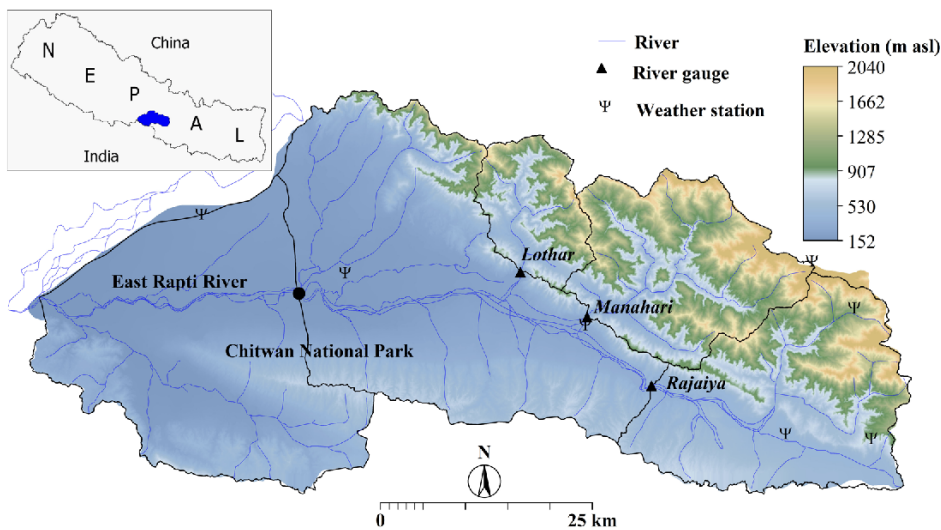 China
N
E
P
A
L
India
River
River gauge
Ψ Weather station
Elevation (m asl)
2040
1662
1285
907
530
152
Ψ
Ψ
Lothar
Ψ
East Rapti River
Manahari
Ψ
Ψ
Chitwan National Park
Rajaiya
Ψ
Ψ
N
0 25 km